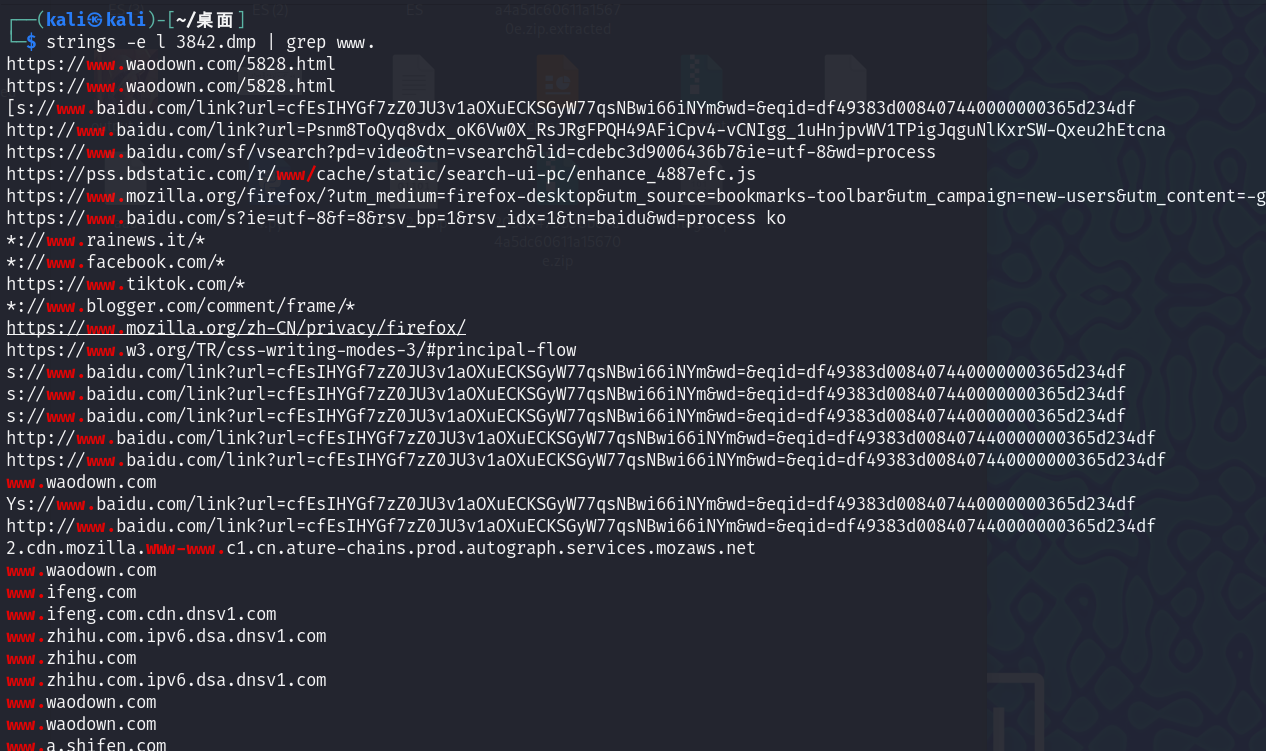 ┌──(kali㉿kali)-[~/桌面]
└─$ strings -e l 3842.dmp | grep www.
https://www.waodown.com/5828.html
https://www.waodown.com/5828.html
[s://www.baidu.com/link?url=cfEsIHYGf7zZ0JU3v1aOXuECKSGyW77qsNBwi66iNYm&wd=&eqid=df49383d008407440000000365d234df
http://www.baidu.com/link?url=Psnm8ToQyq8vdx_oK6Vw0X_RsJRgFPQH49AFiCpv4-vCNIgg_1uHnjpvWV1TPigJqguNlKxrSW-Qxeu2hEtcna
https://www.baidu.com/sf/vsearch?pd=video&tn=vsearch&lid=cdebc3d9006436b7&ie=utf-8&wd=process
https://pss.bdstatic.com/r/www/cache/static/search-ui-pc/enhance_4887efc.js
https://www.mozilla.org/firefox/?utm_medium=firefox-desktop&utm_source=bookmarks-toolbar&utm_campaign=new-users&utm_content=-g
https://www.baidu.com/s?ie=utf-8&f=8&rsv_bp=1&rsv_idx=1&tn=baidu&wd=process ko
*://www.rainews.it/*
*://www.facebook.com/*
https://www.tiktok.com/*
*://www.blogger.com/comment/frame/*
https://www.mozilla.org/zh-CN/privacy/firefox/
https://www.w3.org/TR/css-writing-modes-3/#principal-flow
s://www.baidu.com/link?url=cfEsIHYGf7zZ0JU3v1aOXuECKSGyW77qsNBwi66iNYm&wd=&eqid=df49383d008407440000000365d234df
s://www.baidu.com/link?url=cfEsIHYGf7zZ0JU3v1aOXuECKSGyW77qsNBwi66iNYm&wd=&eqid=df49383d008407440000000365d234df
s://www.baidu.com/link?url=cfEsIHYGf7zZ0JU3v1aOXuECKSGyW77qsNBwi66iNYm&wd=&eqid=df49383d008407440000000365d234df
http://www.baidu.com/link?url=cfEsIHYGf7zZ0JU3v1aOXuECKSGyW77qsNBwi66iNYm&wd=&eqid=df49383d008407440000000365d234df
https://www.baidu.com/link?url=cfEsIHYGf7zZ0JU3v1aOXuECKSGyW77qsNBwi66iNYm&wd=&eqid=df49383d008407440000000365d234df
www.waodown.com
Ys://www.baidu.com/link?url=cfEsIHYGf7zZ0JU3v1aOXuECKSGyW77qsNBwi66iNYm&wd=&eqid=df49383d008407440000000365d234df
http://www.baidu.com/link?url=cfEsIHYGf7zZ0JU3v1aOXuECKSGyW77qsNBwi66iNYm&wd=&eqid=df49383d008407440000000365d234df
2.cdn.mozilla.www-www.c1.cn.ature-chains.prod.autograph.services.mozaws.net
www.waodown.com
www.ifeng.com
www.ifeng.com.cdn.dnsv1.com
www.zhihu.com.ipv6.dsa.dnsv1.com
www.zhihu.com
www.zhihu.com.ipv6.dsa.dnsv1.com
www.waodown.com
www.waodown.com
www.a.shifen.com